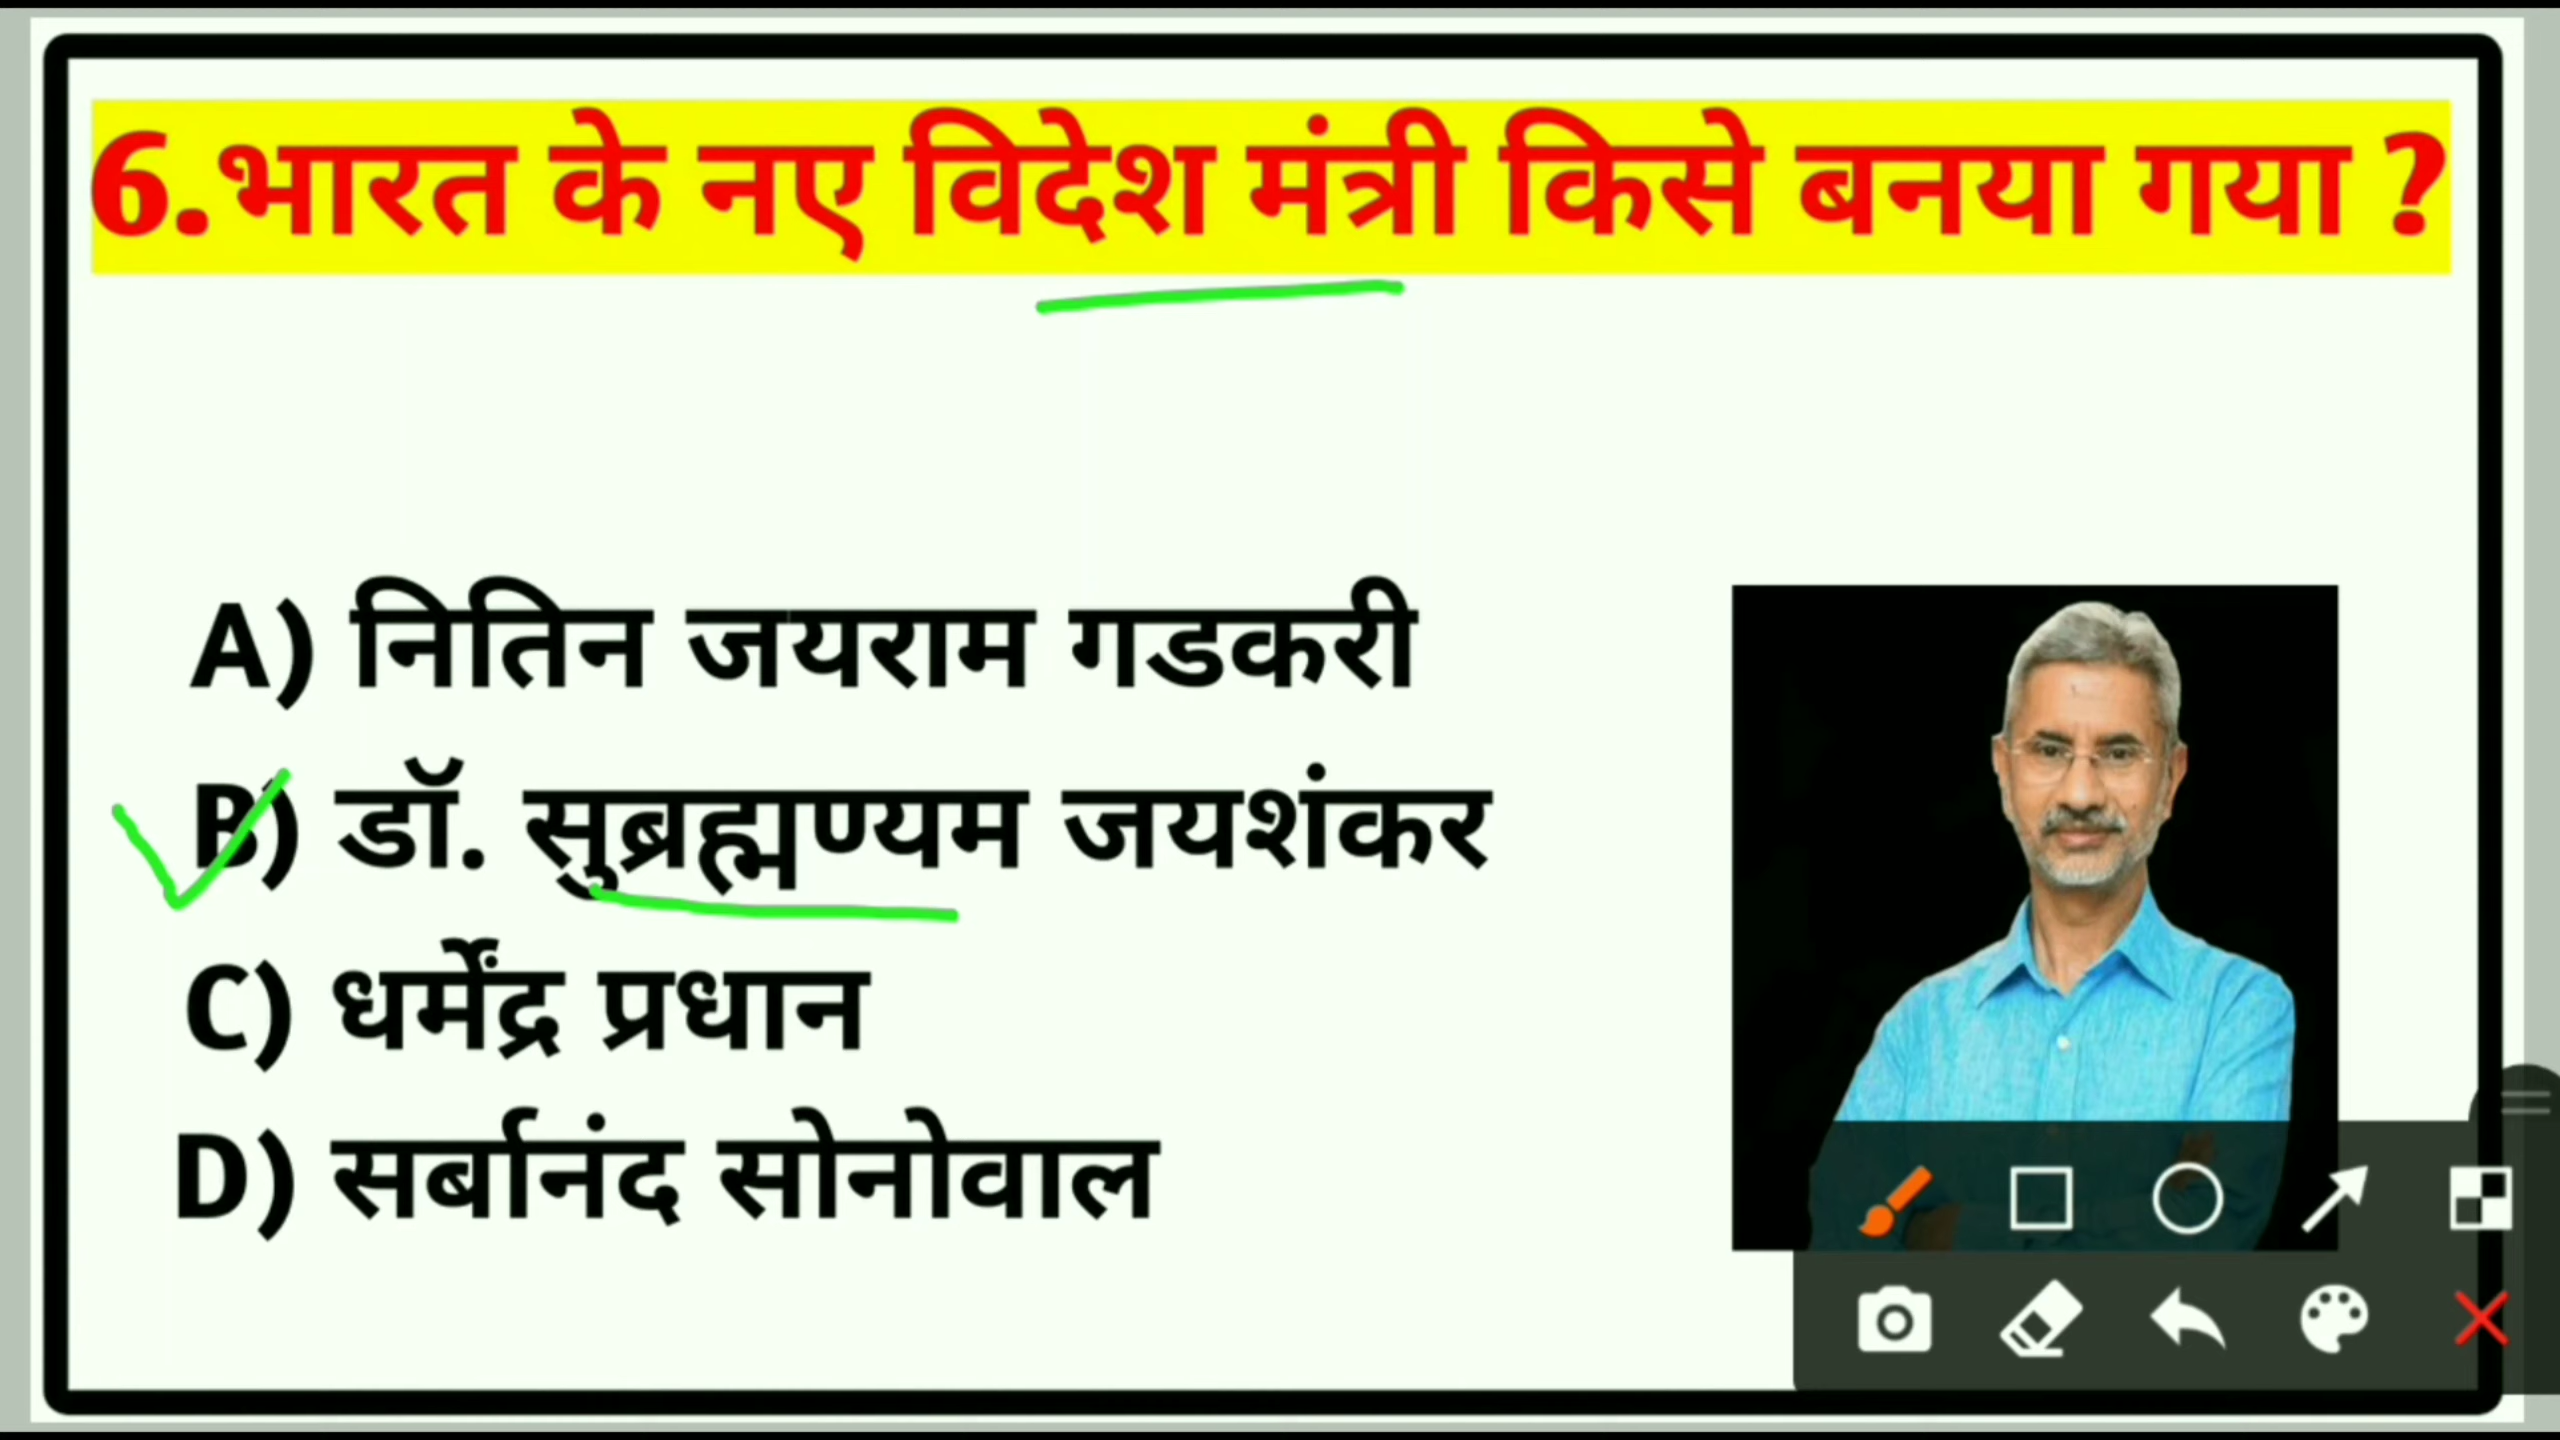 6.भारत के नए विदेश मंत्री किसे बनया गया ?
A) नितिन जयराम गडकरी
B) डॉ. सुब्रह्मण्यम जयशंकर
C) धर्मेंद्र प्रधान
D) सर्बानंद सोनोवाल